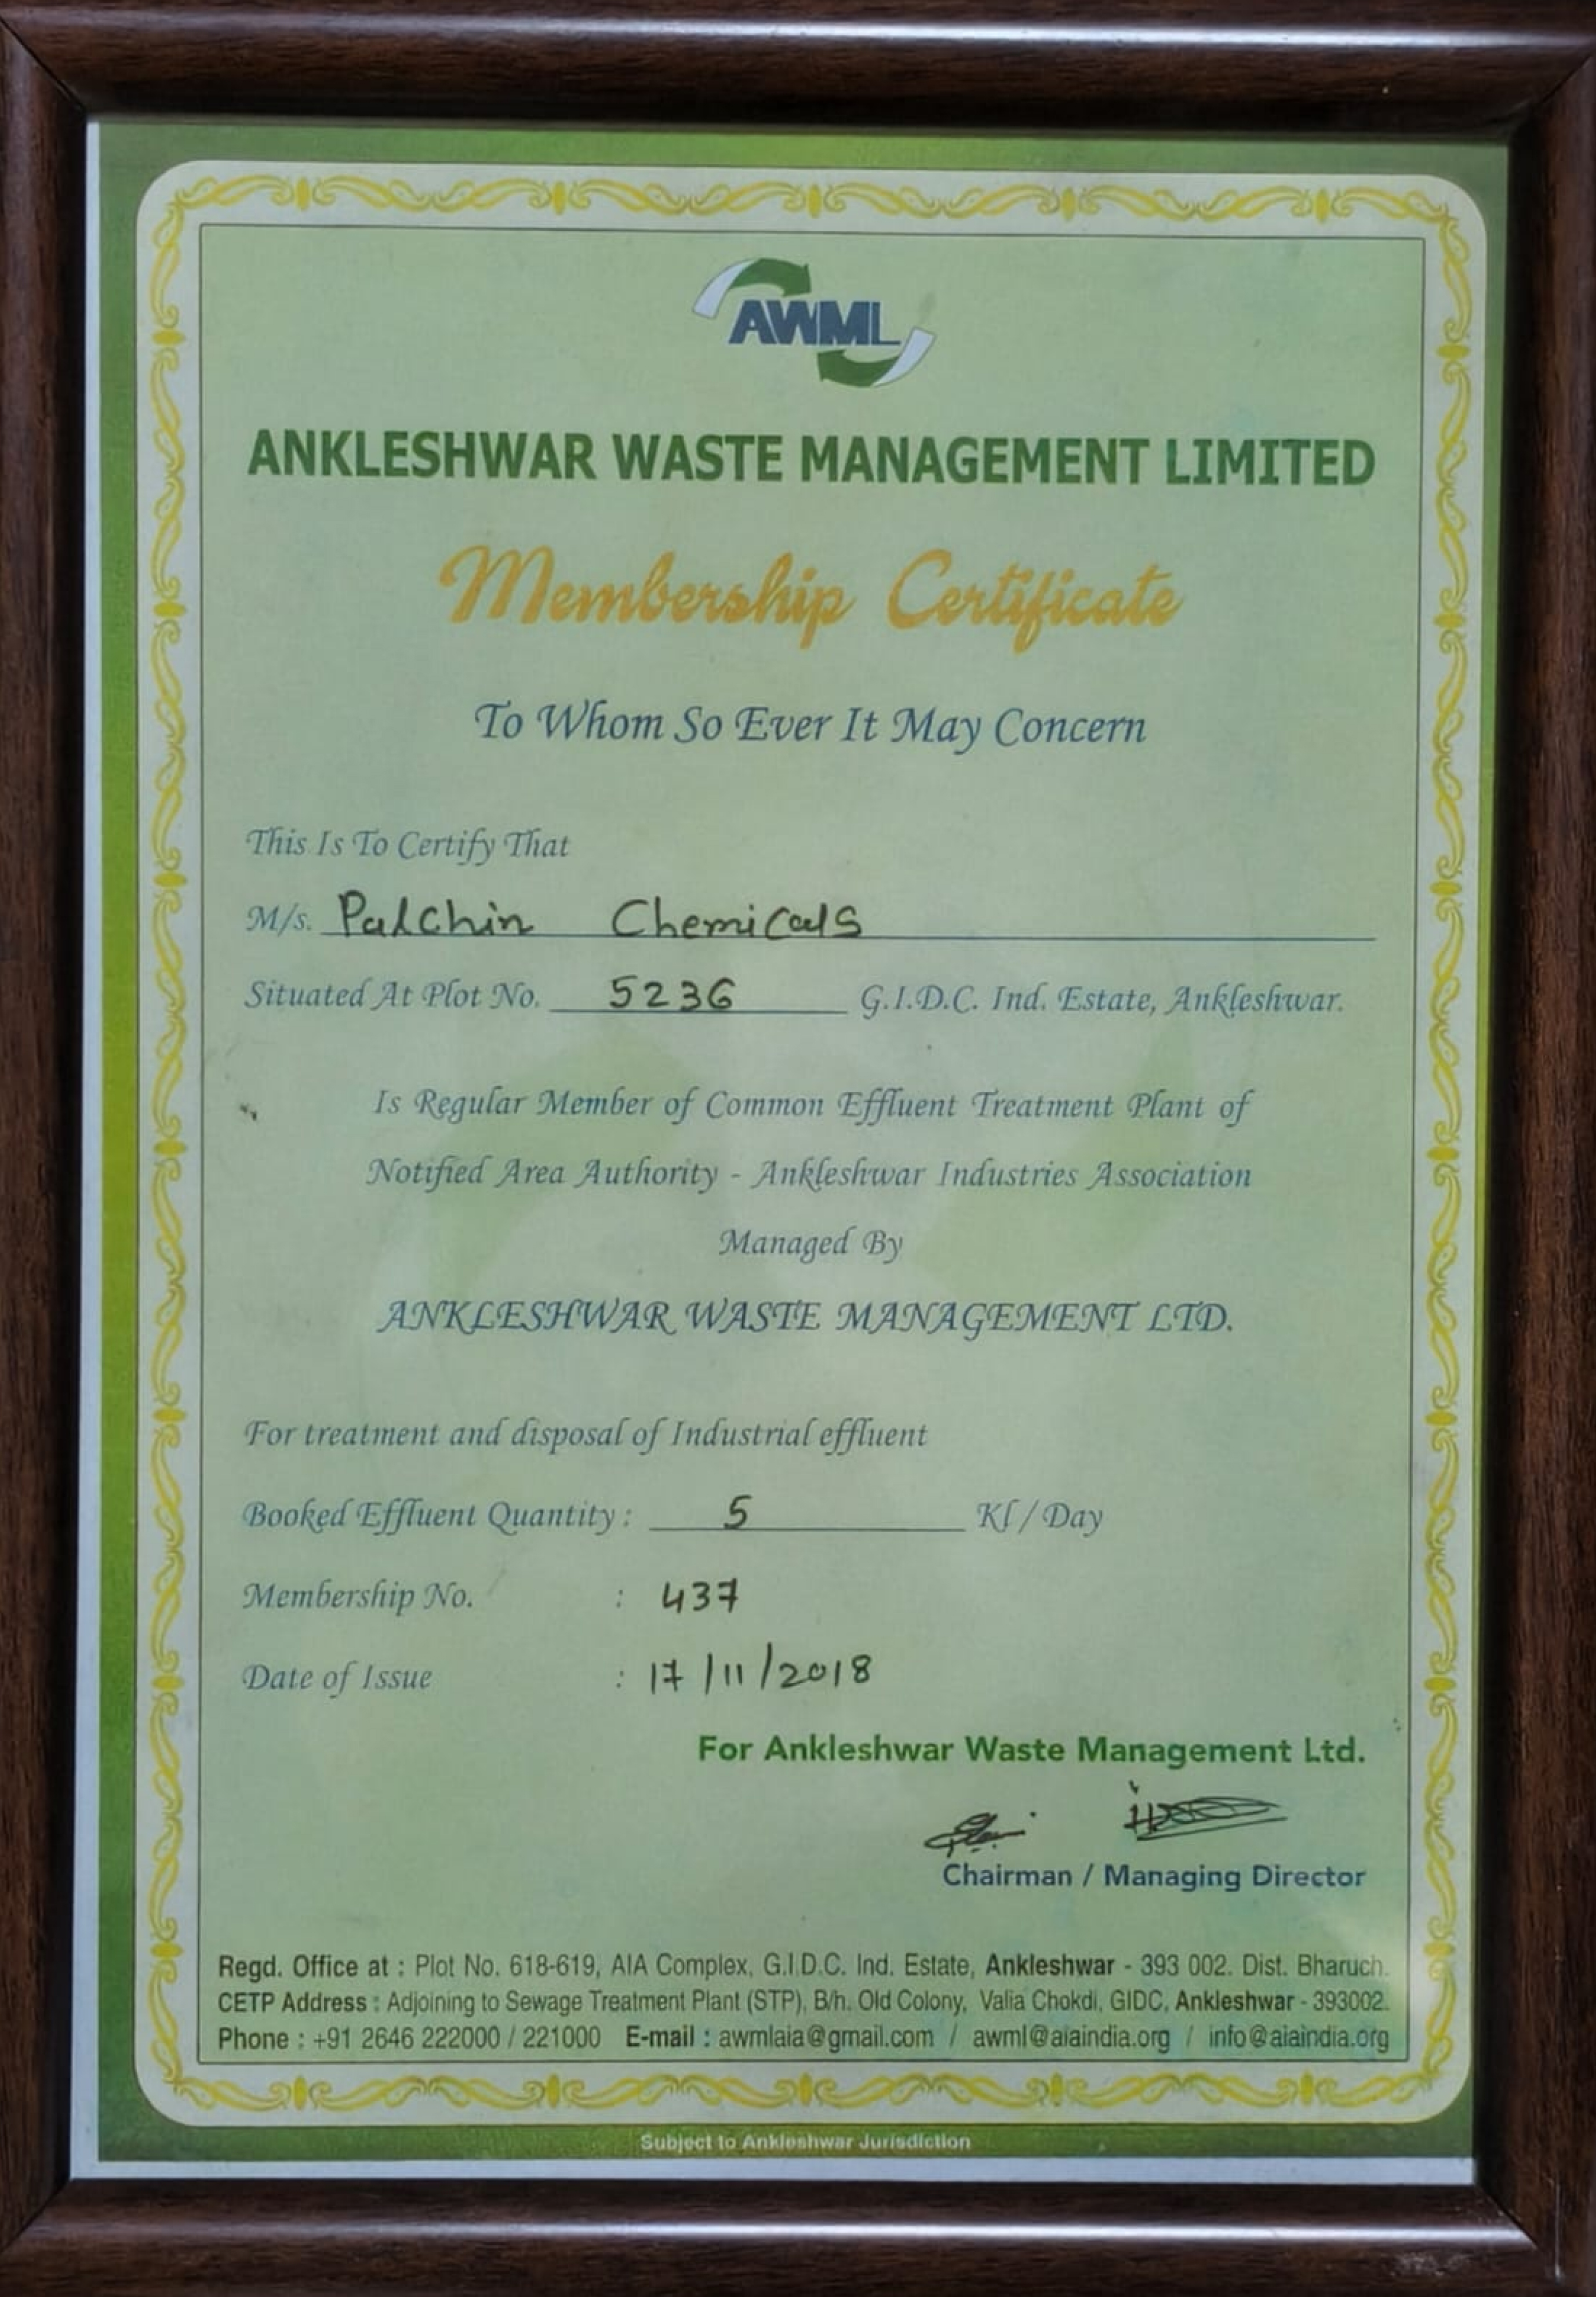 AWML
ANKLESHWAR WASTE MANAGEMENT LIMITED
Membership Certificate
To Whom So Ever It May Concern
This Is To Certify That
M/s. Palchin Chemicals
Situated At Plot No. 5236 G.I.D.C. Ind. Estate, Ankleshwar.
Is Regular Member of Common Effluent Treatment Plant of
Notified Area Authority - Ankleshwar Industries Association
Managed By
ANKLESHWAR WASTE MANAGEMENT LTD.
For treatment and disposal of Industrial effluent
Booked Effluent Quantity : 5 Kl / Day
Membership No. : 437
Date of Issue : 17/11/2018
For Ankleshwar Waste Management Ltd.
Chairman / Managing Director
Regd. Office at : Plot No. 618-619, AIA Complex, G.I.D.C. Ind. Estate, Ankleshwar - 393 002. Dist. Bharuch.
CETP Address : Adjoining to Sewage Treatment Plant (STP), B/h. Old Colony, Valia Chokdi, GIDC, Ankleshwar - 393002.
Phone : +91 2646 222000 / 221000 E-mail : awmlaia@gmail.com / awml@aiaindia.org / info@aiaindia.org
Subject to Ankleshwar Jurisdiction